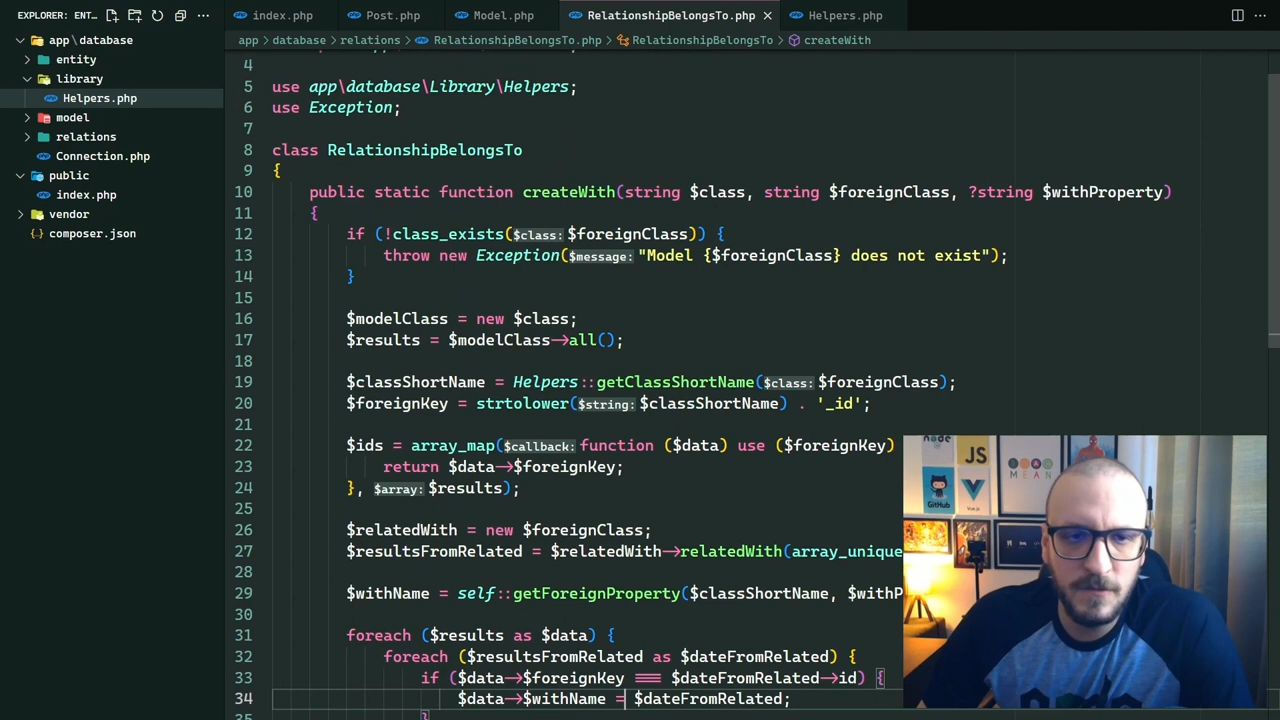 EXPLORER: ENT... ...
index.php
Post.php
Model.php
RelationshipBelongsTo.php
Helpers.php
app > database > relations > RelationshipBelongsTo.php > RelationshipBelongsTo > createWith
app\database
entity
library
Helpers.php
model
relations
Connection.php
public
index.php
vendor
composer.json
4
5 use app\database\Library\Helpers;
6 use Exception;
7
8 class RelationshipBelongsTo
9 {
10 public static function createWith(string $class, string $foreignClass, ?string $withProperty)
11 {
12 if (!class_exists($class: $foreignClass)) {
13 throw new Exception($message: "Model {$foreignClass} does not exist");
14 }
15
16 $modelClass = new $class;
17 $results = $modelClass->all();
18
19 $classShortName = Helpers::getClassShortName($class: $foreignClass);
20 $foreignKey = strtolower($string: $classShortName) . '_id';
21
22 $ids = array_map($callback: function ($data) use ($foreignKey)
23 return $data->$foreignKey;
24 }, $array: $results);
25
26 $relatedWith = new $foreignClass;
27 $resultsFromRelated = $relatedWith->relatedWith(array_unique
28
29 $withName = self::getForeignProperty($classShortName, $withP
30
31 foreach ($results as $data) {
32 foreach ($resultsFromRelated as $dateFromRelated) {
33 if ($data->$foreignKey === $dateFromRelated->id) {
34 $data->$withName = $dateFromRelated;
35 }
node
JS
GitHub
Vue.js
MEAN